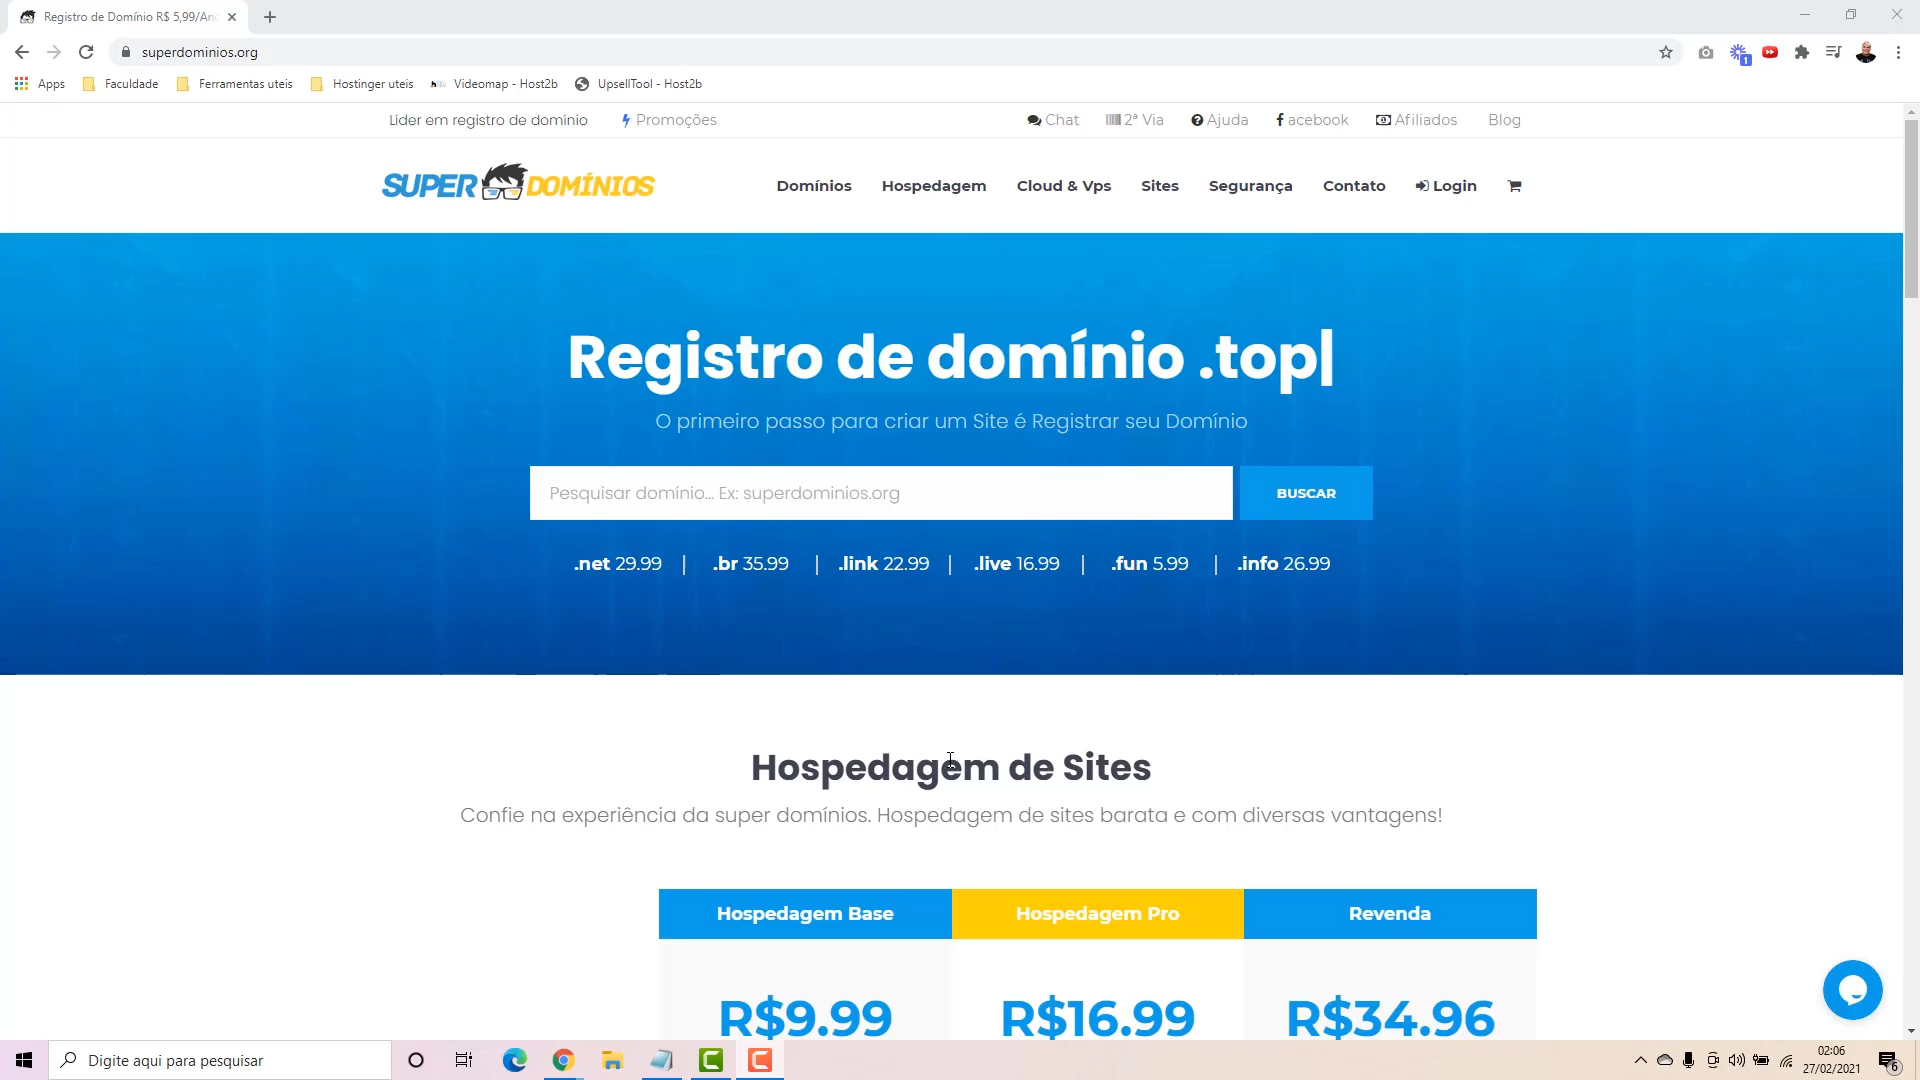 Registro de Domínio R$ 5,99/An
superdominios.org
Apps
Faculdade
Ferramentas uteis
Hostinger uteis
Videomap - Host2b
UpsellTool - Host2b
Líder em registro de domínio
Promoções
Chat
2ª Via
Ajuda
facebook
Afiliados
Blog
SUPER DOMÍNIOS
Domínios
Hospedagem
Cloud & Vps
Sites
Segurança
Contato
Login
Registro de domínio .top|
O primeiro passo para criar um Site é Registrar seu Domínio
Pesquisar domínio... Ex: superdominios.org
BUSCAR
.net 29.99 | .br 35.99 | .link 22.99 | .live 16.99 | .fun 5.99 | .info 26.99
Hospedagem de Sites
Confie na experiência da super domínios. Hospedagem de sites barata e com diversas vantagens!
Hospedagem Base
Hospedagem Pro
Revenda
R$9.99
R$16.99
R$34.96
Digite aqui para pesquisar
02:06
27/02/2021
6
1